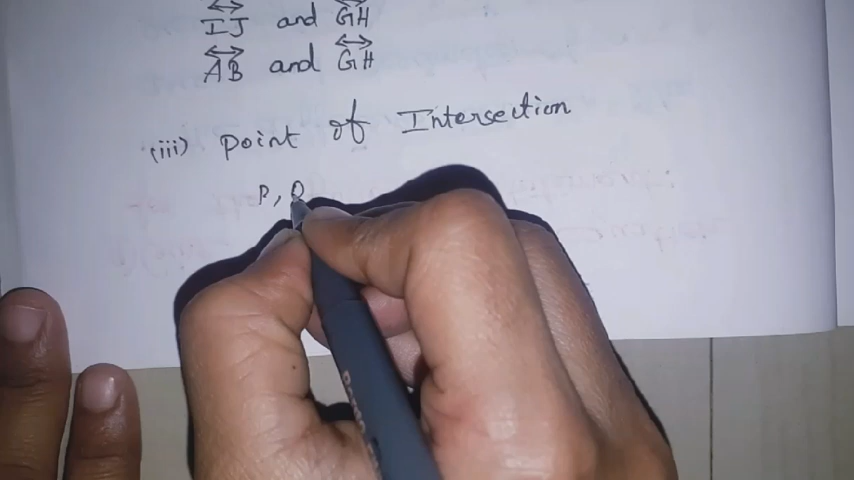 IJ and GH
AB and GH
(iii) Point of Intersection
P, Q